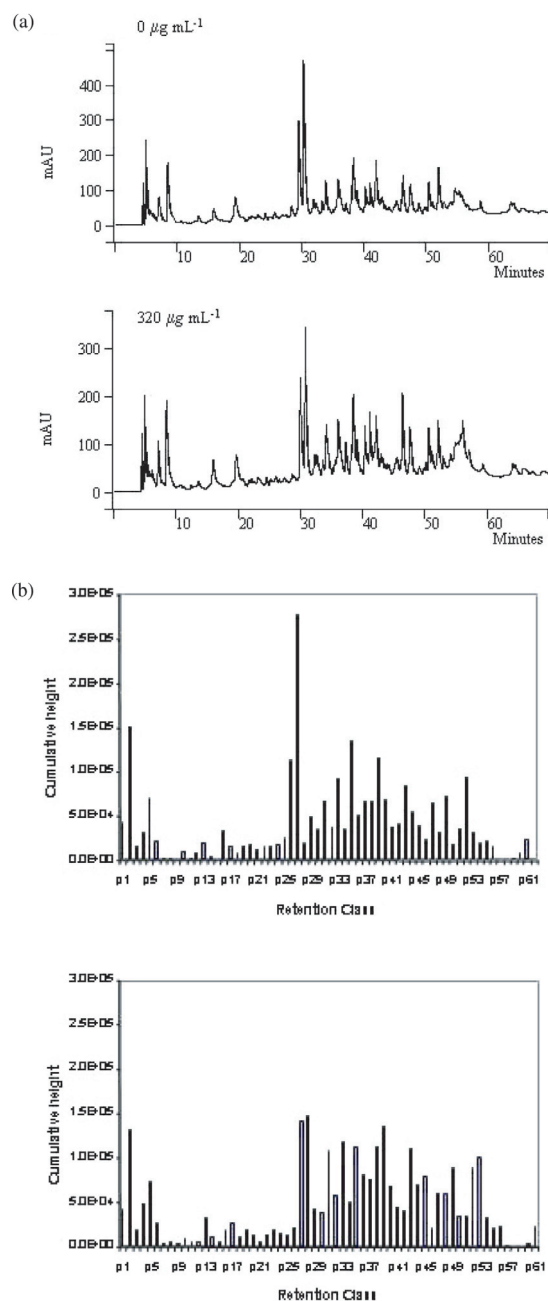 (a)
0 µg mL-1
400
300
200
100
0
mAU
10 20 30 40 50 60
Minutes
320 µg mL-1
300
200
100
0
mAU
10 20 30 40 50 60
Minutes
(b)
3.0E+05
2.5E+05
2.0E+05
1.5E+05
1.0E+05
5.0E+04
0.0E+00
Cumulative height
p1 p5 p9 p13 p17 p21 p25 p29 p33 p37 p41 p45 p49 p53 p57 p61
Retention Class
3.0E+05
2.5E+05
2.0E+05
1.5E+05
1.0E+05
5.0E+04
0.0E+00
Cumulative height
p1 p5 p9 p13 p17 p21 p25 p29 p33 p37 p41 p45 p49 p53 p57 p61
Retention Class